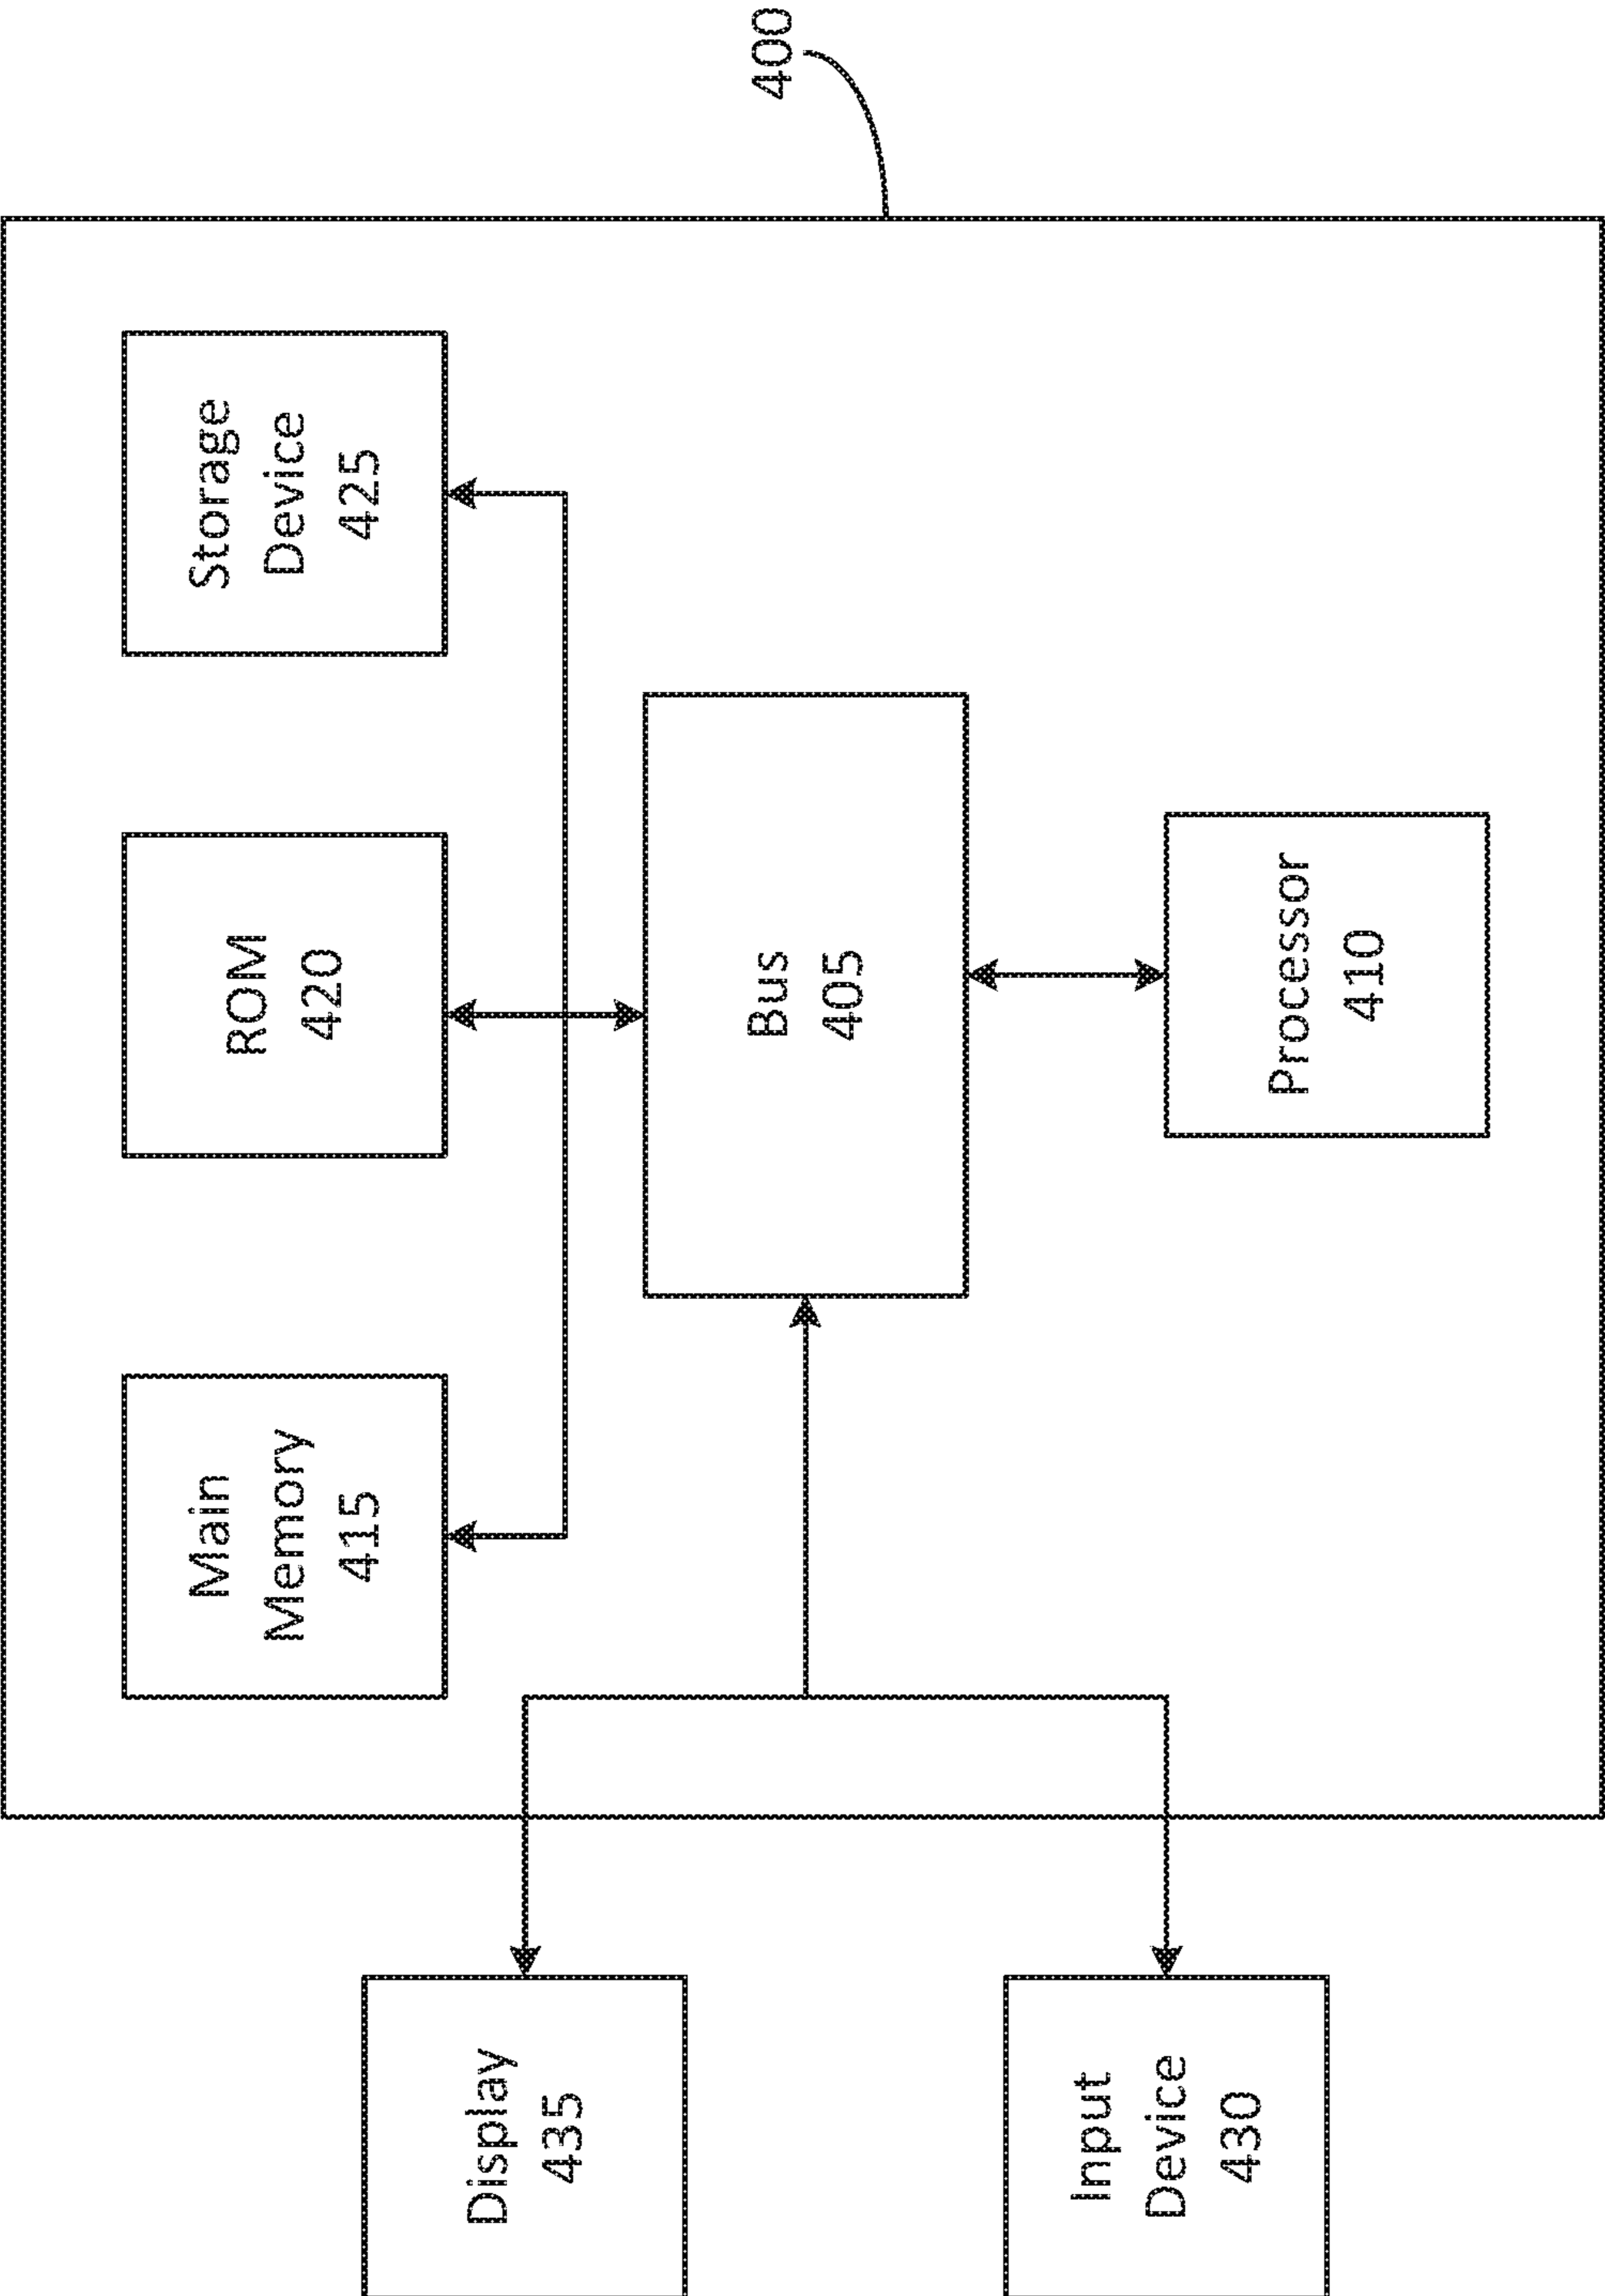 400
Main
Memory
415
ROM
420
Storage
Device
425
Display
435
Bus
405
Input
Device
430
Processor
410